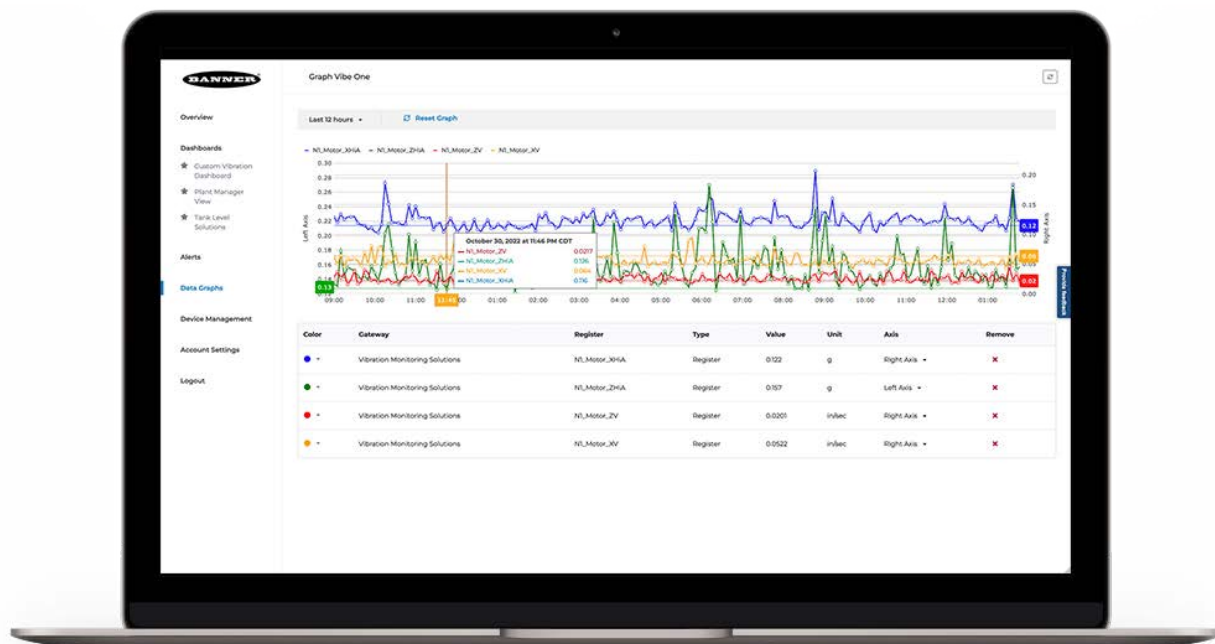 BANNER
Graph Vibe One
Overview
Last 12 hours
Reset Graph
Dashboards
Custom Vibration
Dashboard
Plant Manager
View
Tank Level
Solutions
Alerts
Data Graphs
Device Management
Account Settings
Logout
N1_Motor_XHiA N1_Motor_ZHiA N1_Motor_ZV N1_Motor_XV
Left Axis
0.30
0.28
0.26
0.24
0.22
0.20
0.18
0.16
0.13
October 30, 2022 at 11:46 PM CDT
N1_Motor_ZV 0.0217
N1_Motor_ZHiA 0.126
N1_Motor_XV 0.064
N1_Motor_XHiA 0.116
0.20
0.15
0.12
0.10
0.06
0.05
0.02
0.00
Right Axis
Provide feedback
09:00 10:00 11:00 11:46 01:00 02:00 03:00 04:00 05:00 06:00 07:00 08:00 09:00 10:00 11:00 12:00 01:00
Color Gateway Register Type Value Unit Axis Remove
Vibration Monitoring Solutions N1_Motor_XHiA Register 0.122 g Right Axis
Vibration Monitoring Solutions N1_Motor_ZHiA Register 0.157 g Left Axis
Vibration Monitoring Solutions N1_Motor_ZV Register 0.0201 in/sec Right Axis
Vibration Monitoring Solutions N1_Motor_XV Register 0.0522 in/sec Right Axis